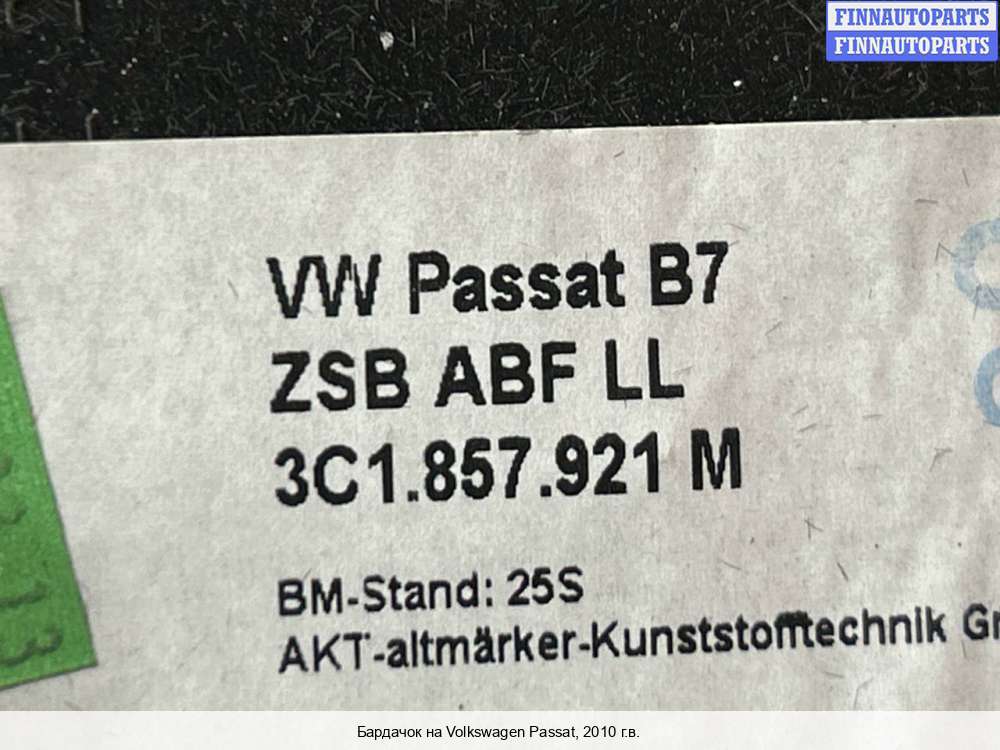 FINNAUTOPARTS
FINNAUTOPARTS
VW Passat B7
ZSB ABF LL
3C1.857.921 M
BM-Stand: 25S
AKT-altmärker-Kunststofftechnik
Бардачок на Volkswagen Passat, 2010 г.в.